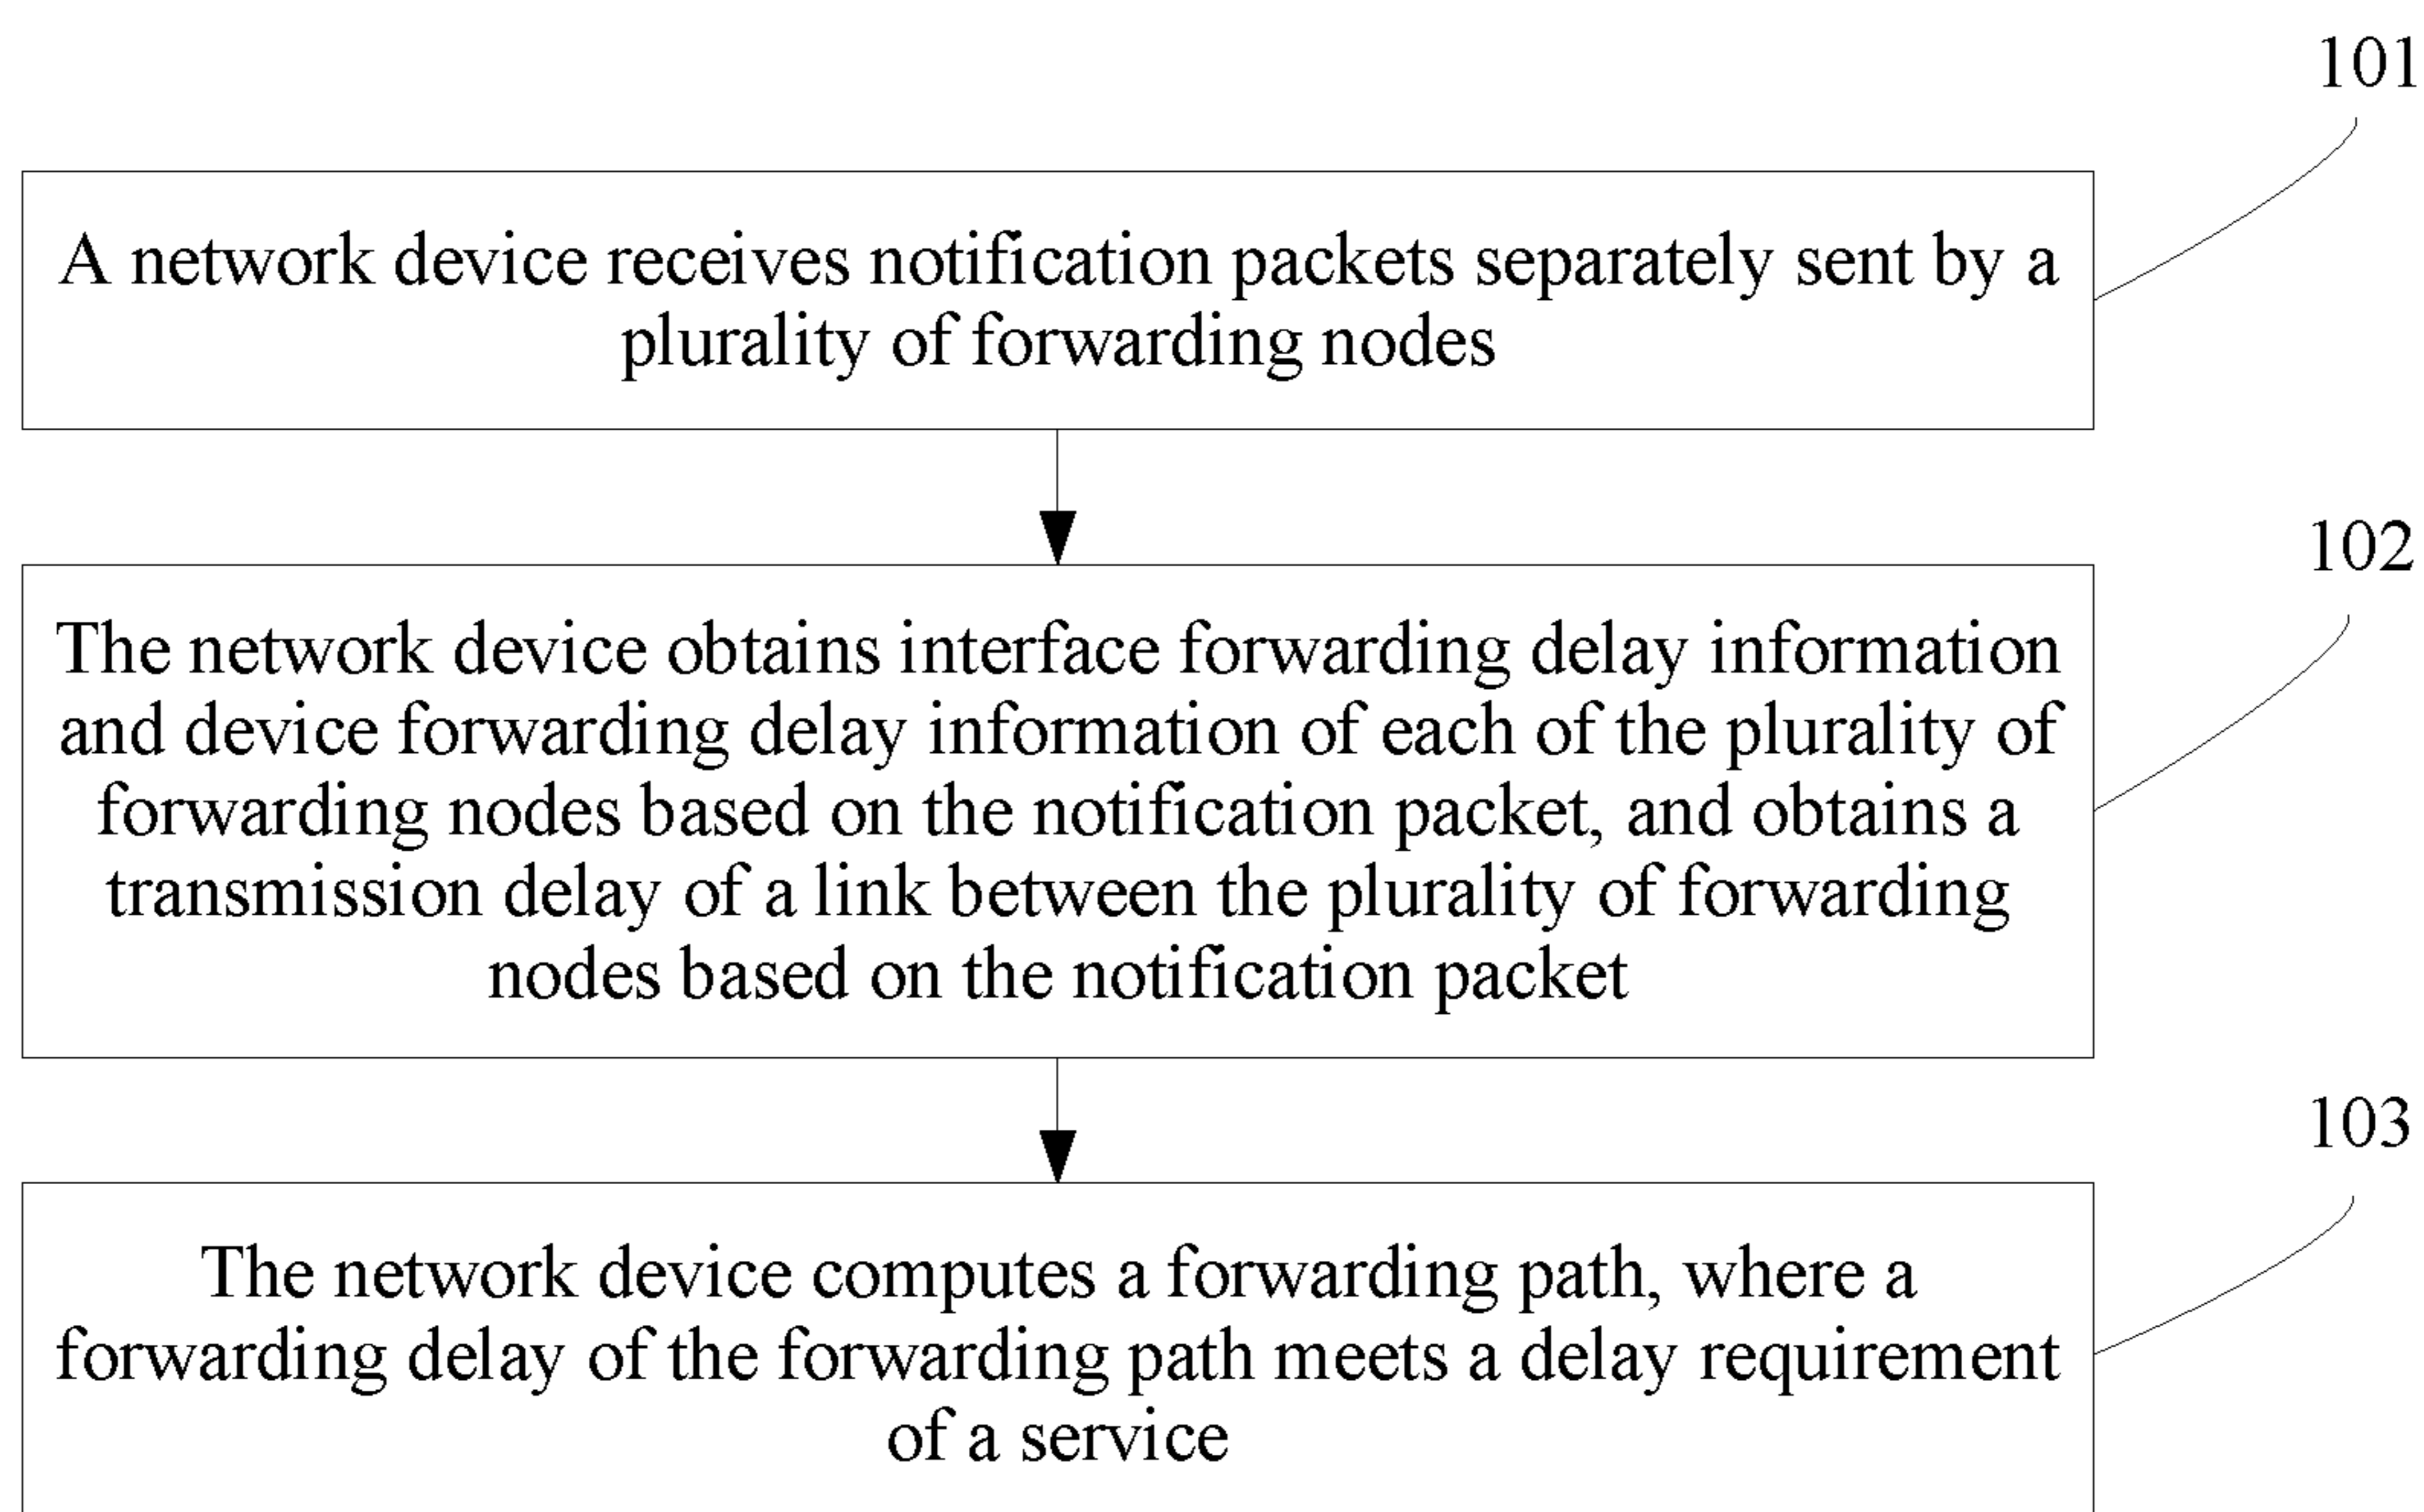 101
A network device receives notification packets separately sent by a
plurality of forwarding nodes
102
The network device obtains interface forwarding delay information
and device forwarding delay information of each of the plurality of
forwarding nodes based on the notification packet, and obtains a
transmission delay of a link between the plurality of forwarding
nodes based on the notification packet
103
The network device computes a forwarding path, where a
forwarding delay of the forwarding path meets a delay requirement
of a service